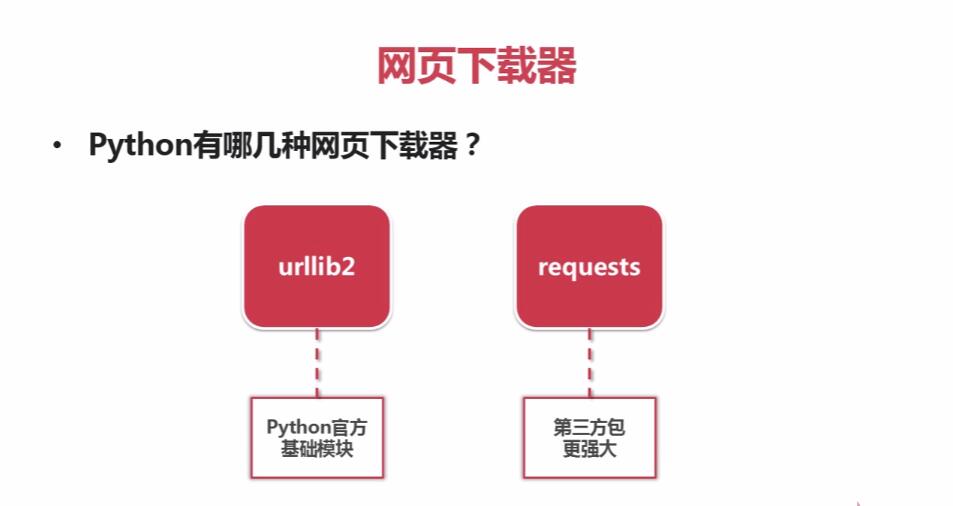 网页下载器
• Python有哪几种网页下载器？
urllib2
requests
Python官方
基础模块
第三方包
更强大